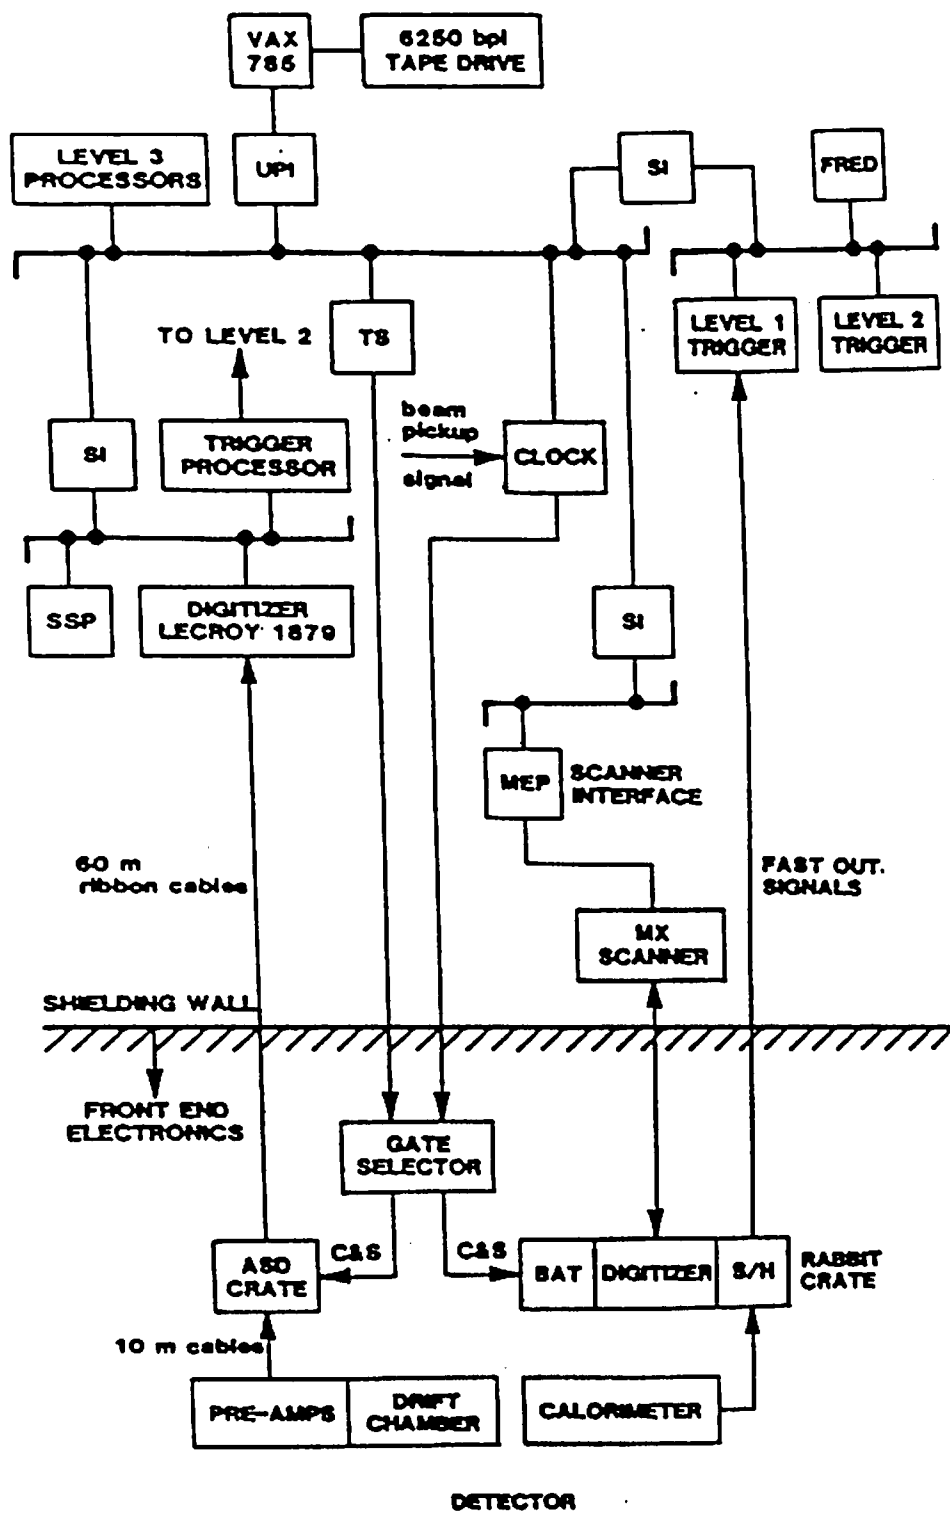 VAX
785
6250 bpi
TAPE DRIVE
LEVEL 3
PROCESSORS
UPI
SI
FRED
TO LEVEL 2
TS
LEVEL 1
TRIGGER
LEVEL 2
TRIGGER
beam
pickup
signal
SI
TRIGGER
PROCESSOR
CLOCK
SSP
DIGITIZER
LECROY 1879
SI
MEP
SCANNER
INTERFACE
60 m
ribbon cables
FAST OUT.
SIGNALS
MX
SCANNER
SHIELDING WALL
FRONT END
ELECTRONICS
GATE
SELECTOR
ASD
CRATE
C&S
C&S
BAT
DIGITIZER
S/H
RABBIT
CRATE
10 m cables
PRE-AMPS
DRIFT
CHAMBER
CALORIMETER
DETECTOR